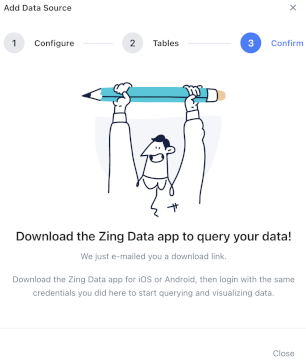 Add Data Source
1 Configure 2 Tables 3 Confirm
Download the Zing Data app to query your data!
We just e-mailed you a download link.
Download the Zing Data app for iOS or Android, then login with the same
credentials you did here to start querying and visualizing data.
Close